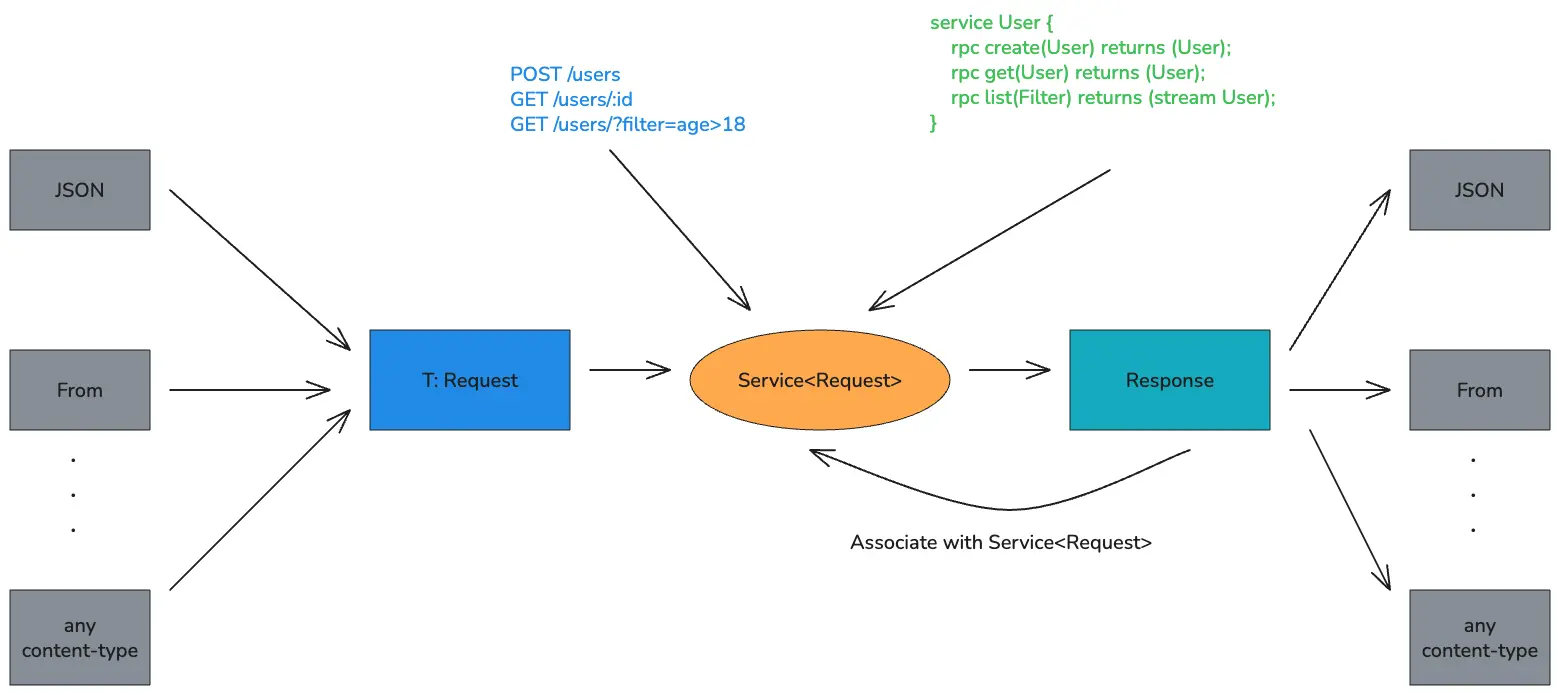 service User {
rpc create(User) returns (User);
rpc get(User) returns (User);
rpc list(Filter) returns (stream User);
}
POST /users
GET /users/:id
GET /users/?filter=age>18
JSON
JSON
From
T: Request
Service<Request>
Response
From
.
.
.
.
.
.
Associate with Service<Request>
any
content-type
any
content-type